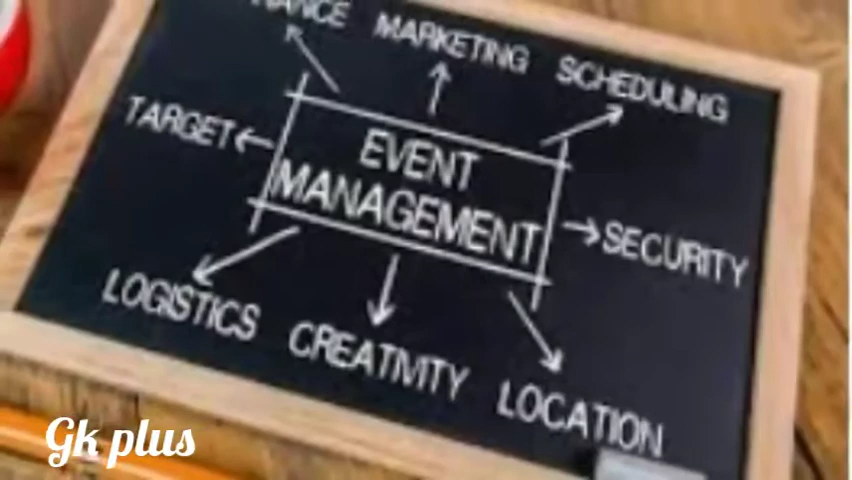 MARKETING
SCHEDULING
TARGET
EVENT
MANAGEMENT
SECURITY
LOGISTICS
CREATIVITY
LOCATION
Gk plus